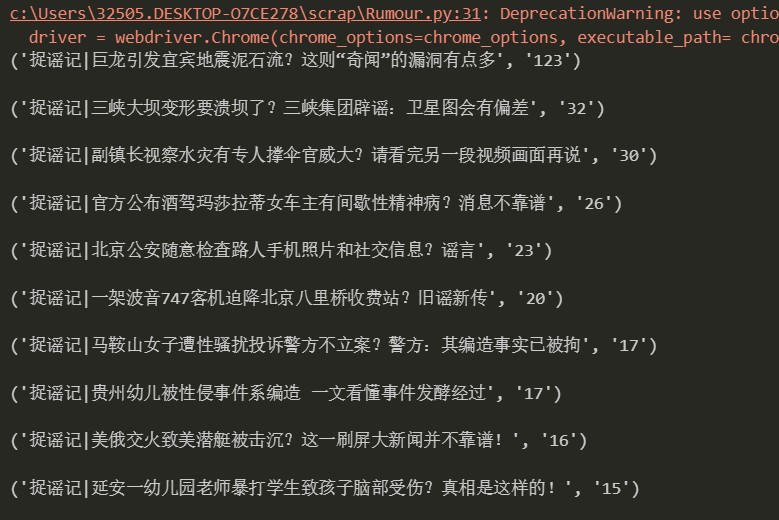 c:\Users\32505.DESKTOP-O7CE278\scrap\Rumour.py:31: DeprecationWarning: use optio
driver = webdriver.Chrome(chrome_options=chrome_options, executable_path= chro
('捉谣记|巨龙引发宜宾地震泥石流？这则“奇闻”的漏洞有点多', '123')
('捉谣记|三峡大坝变形要溃坝了？三峡集团辟谣：卫星图会有偏差', '32')
('捉谣记|副镇长视察水灾有专人撑伞官威大？请看完另一段视频画面再说', '30')
('捉谣记|官方公布酒驾玛莎拉蒂女车主有间歇性精神病？消息不靠谱', '26')
('捉谣记|北京公安随意检查路人手机照片和社交信息？谣言', '23')
('捉谣记|一架波音747客机迫降北京八里桥收费站？旧谣新传', '20')
('捉谣记|马鞍山女子遭性骚扰投诉警方不立案？警方：其编造事实已被拘', '17')
('捉谣记|贵州幼儿被性侵事件系编造 一文看懂事件发酵经过', '17')
('捉谣记|美俄交火致美潜艇被击沉？这一刷屏大新闻并不靠谱！', '16')
('捉谣记|延安一幼儿园老师暴打学生致孩子脑部受伤？真相是这样的！', '15')